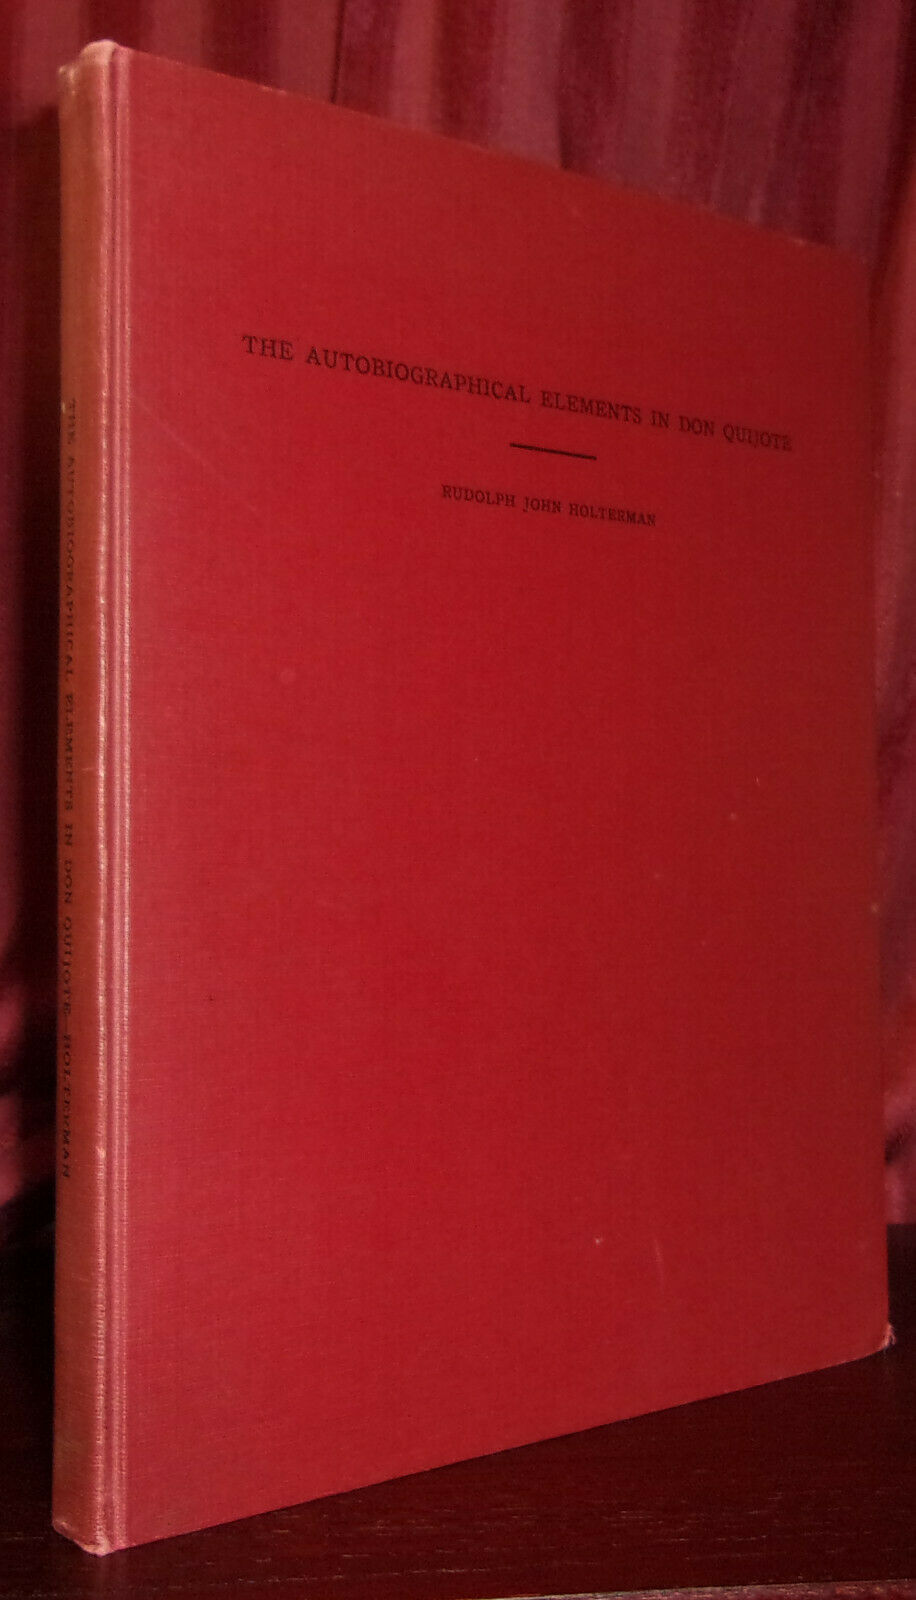 THE AUTOBIOGRAPHICAL ELEMENTS IN DON QUIJOTE
RUDOLPH JOHN HOLTERMAN
THE AUTOBIOGRAPHICAL ELEMENTS IN DON QUIJOTE—HOLTERMAN